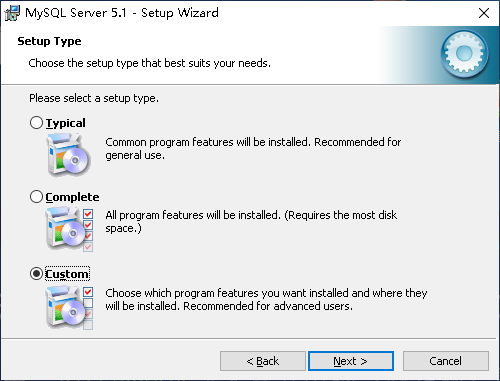 MySQL Server 5.1 - Setup Wizard
Setup Type
Choose the setup type that best suits your needs.
Please select a setup type.
Typical
Common program features will be installed. Recommended for
general use.
Complete
All program features will be installed. (Requires the most disk
space.)
Custom
Choose which program features you want installed and where they
will be installed. Recommended for advanced users.
< Back
Next >
Cancel